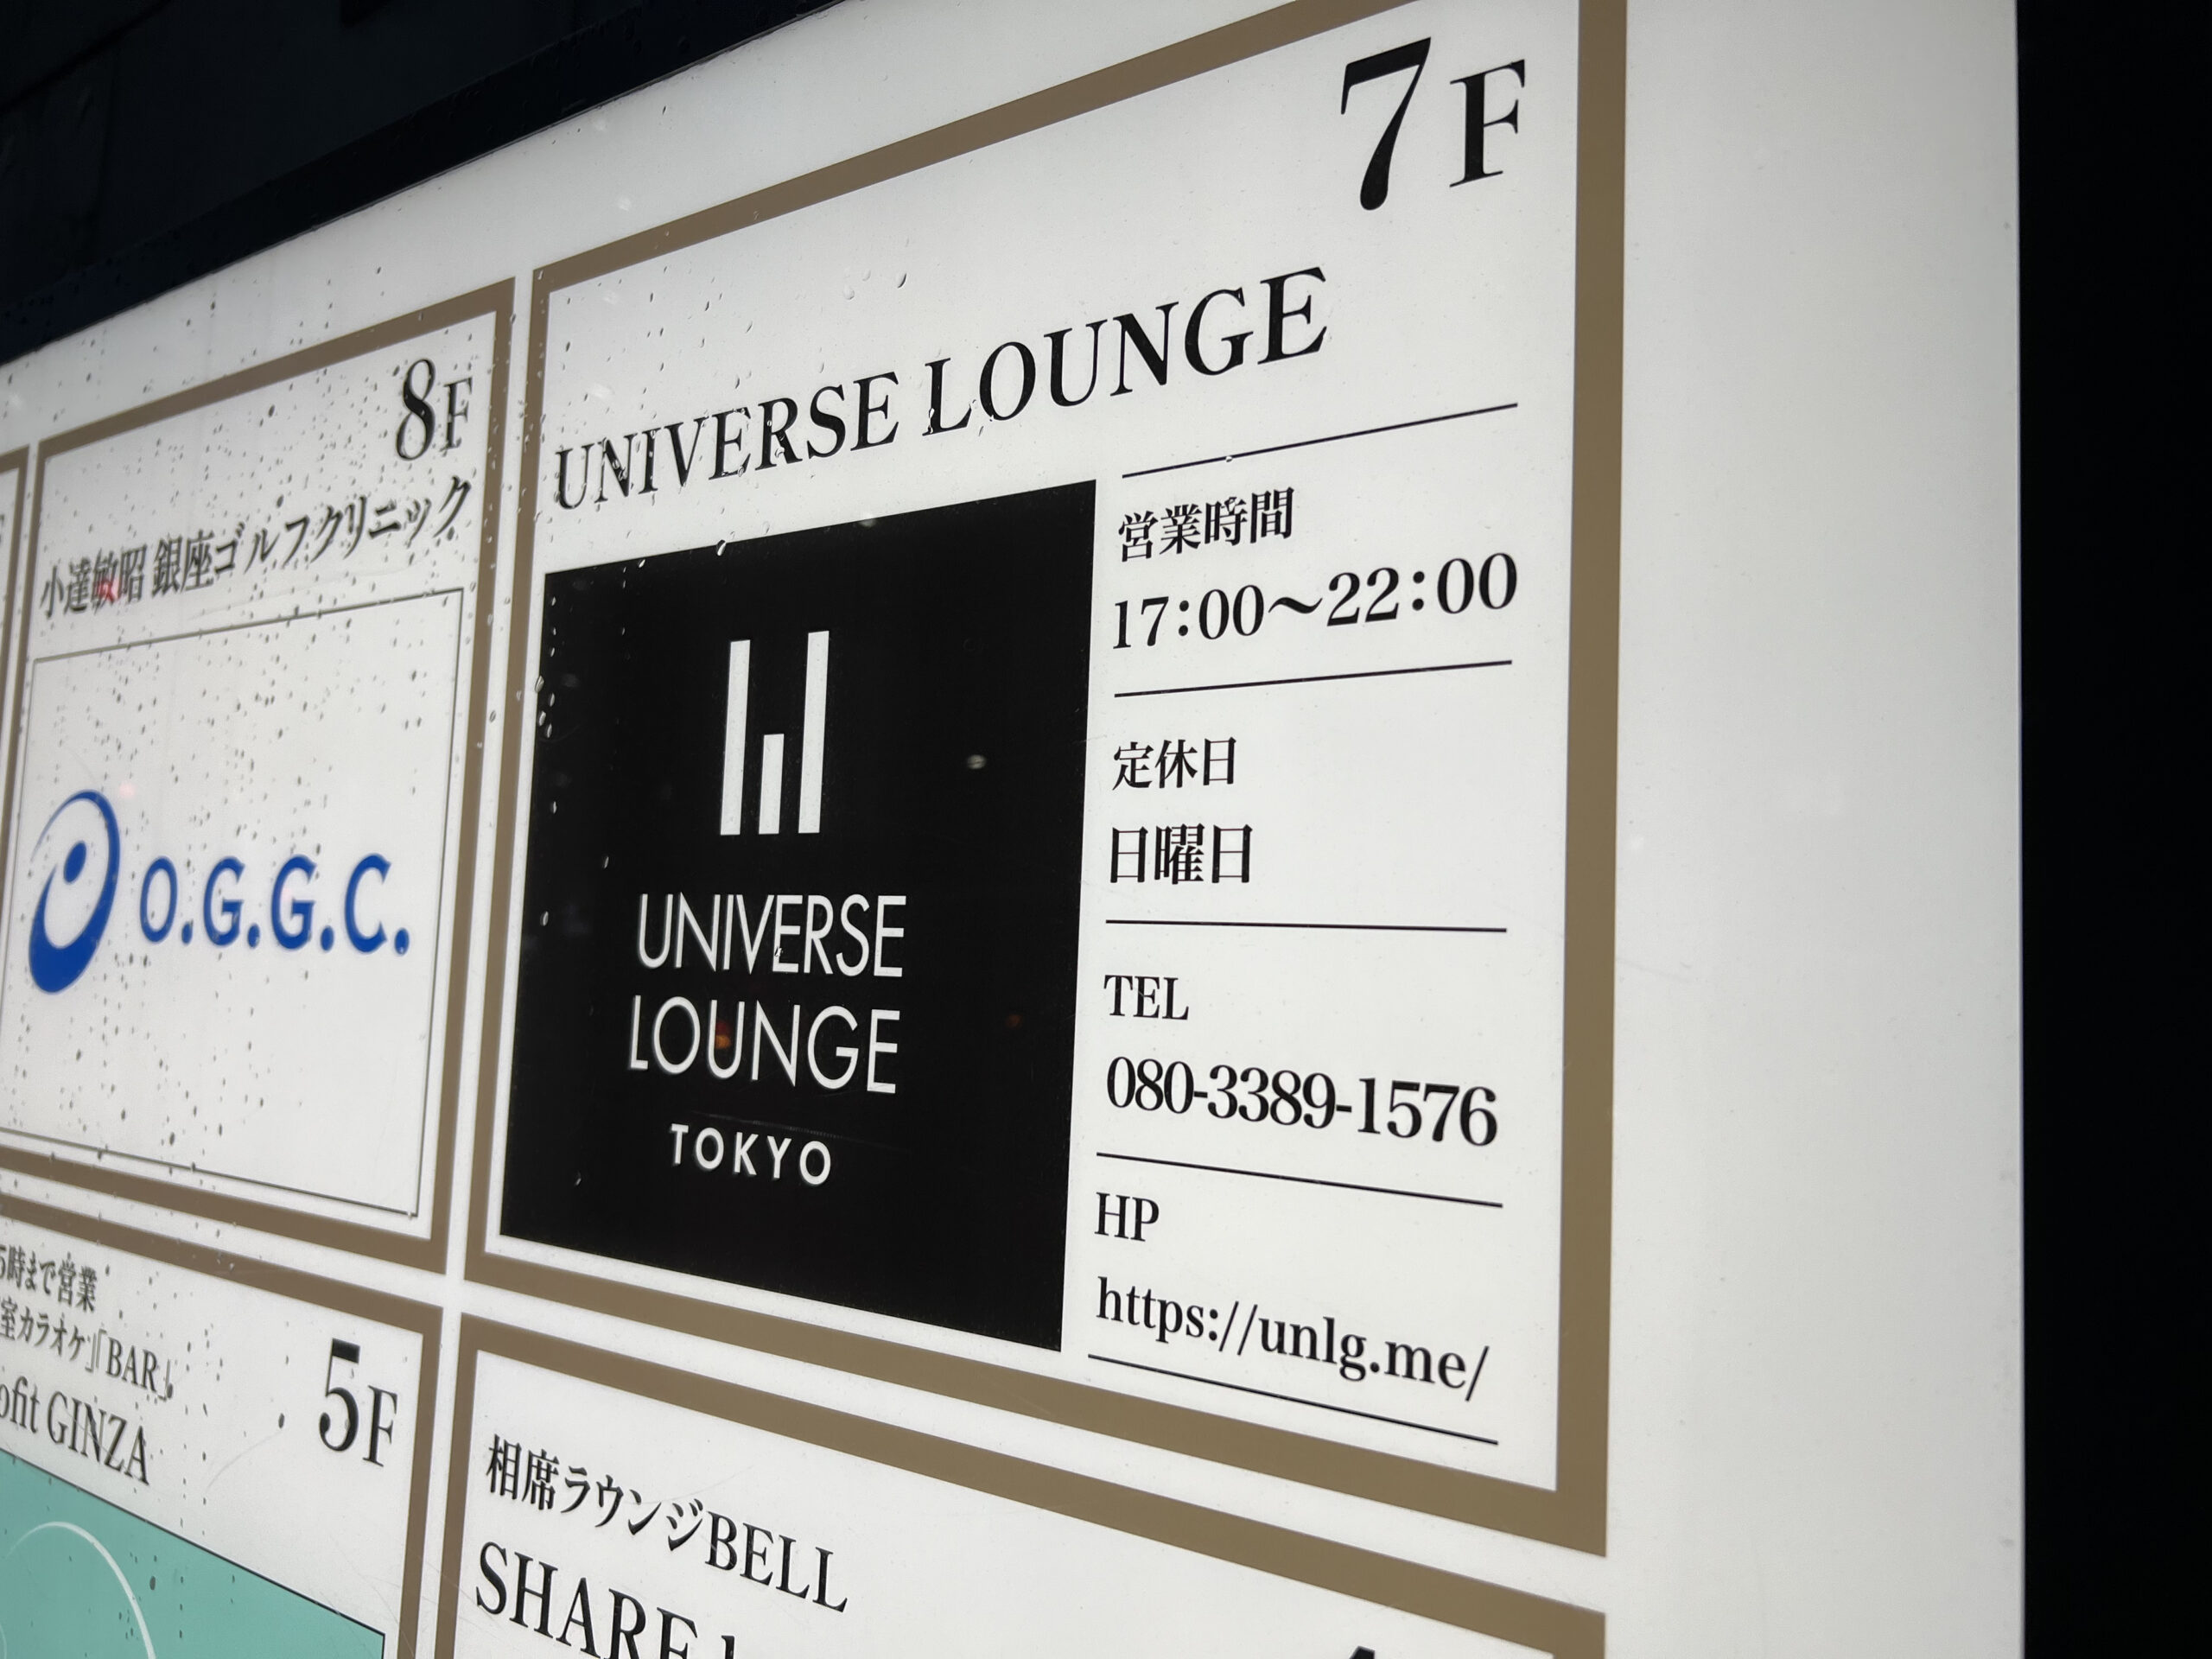 7F
UNIVERSE LOUNGE
UNIVERSE
LOUNGE
TOKYO
営業時間
17:00〜22:00
定休日
日曜日
TEL
080-3389-1576
HP
https://unlg.me/
8F
小達敏昭 銀座ゴルフクリニック
O.G.G.C.
5時まで営業
室カラオケ」「BAR」
ofit GINZA
5F
相席ラウンジBELL
SHARE